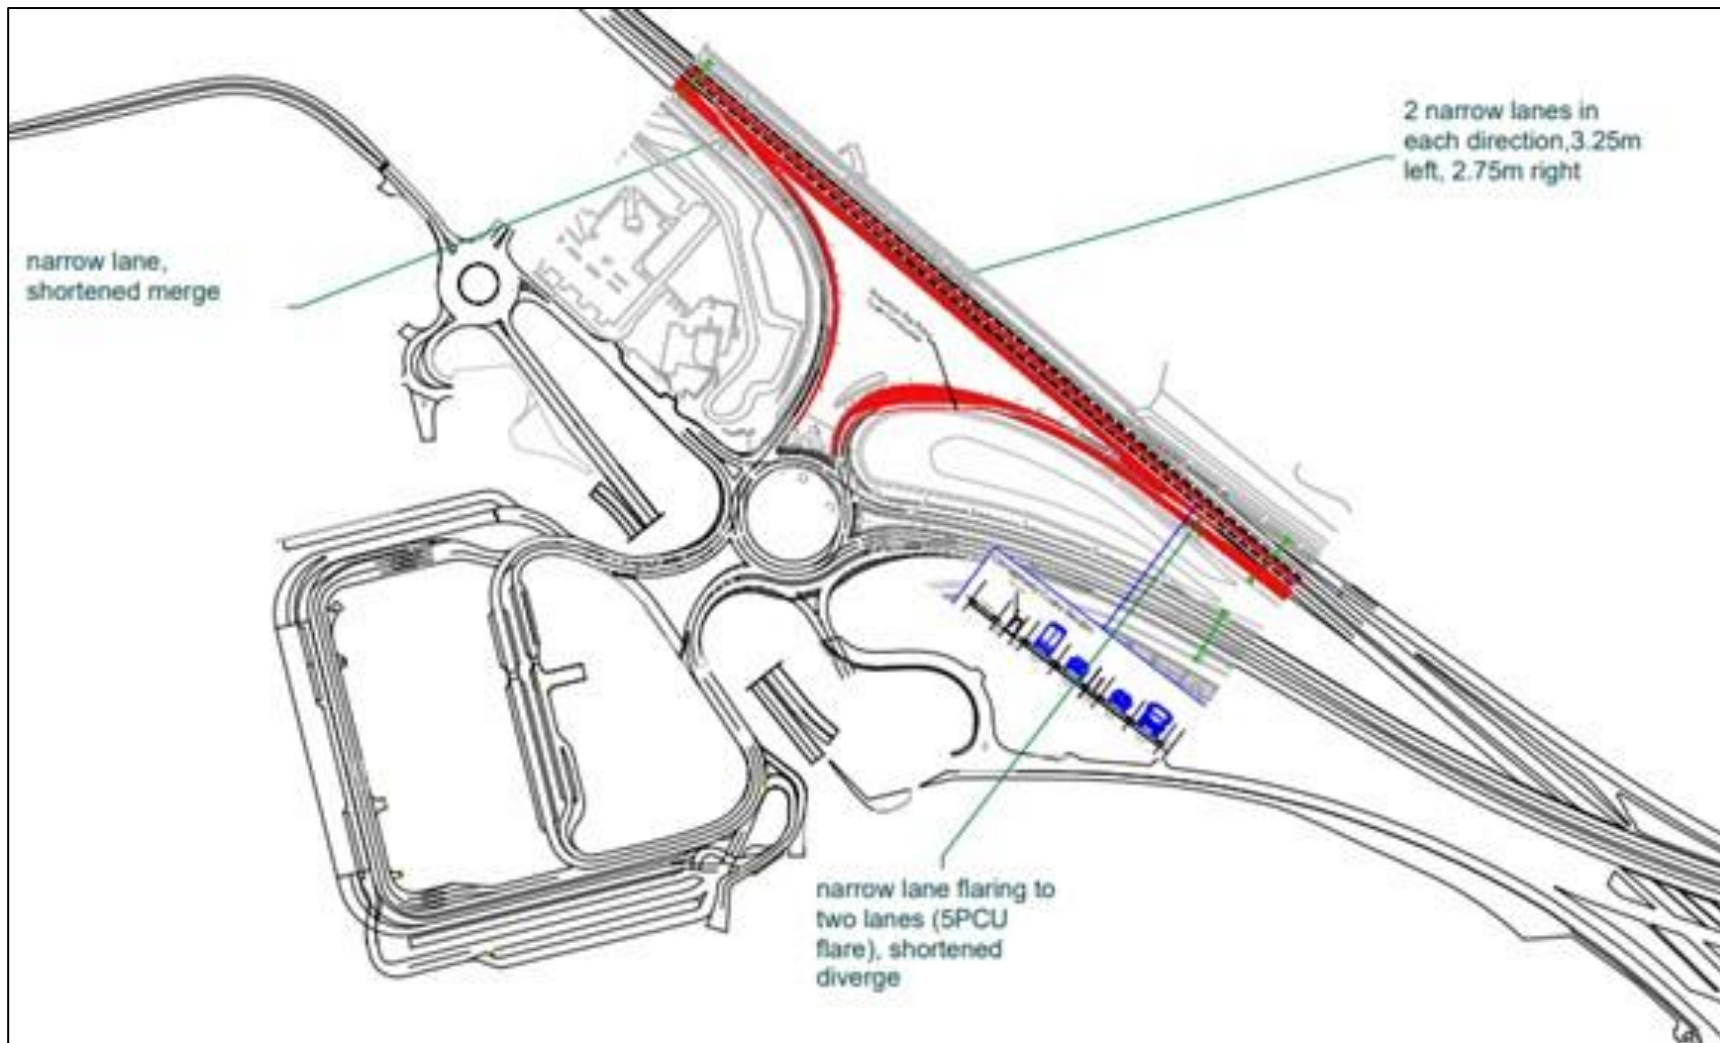 2 narrow lanes in
each direction,3.25m
left, 2.75m right
narrow lane,
shortened merge
narrow lane flaring to
two lanes (5PCU
flare), shortened
diverge